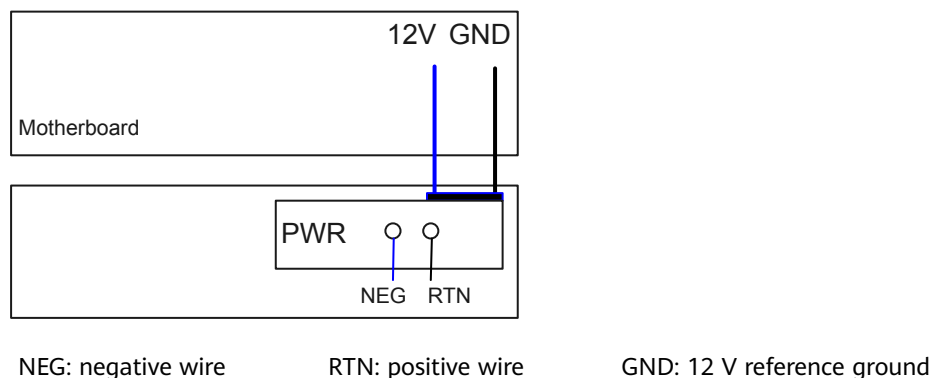 12V GND
Motherboard
PWR
NEG RTN
NEG: negative wire RTN: positive wire GND: 12 V reference ground